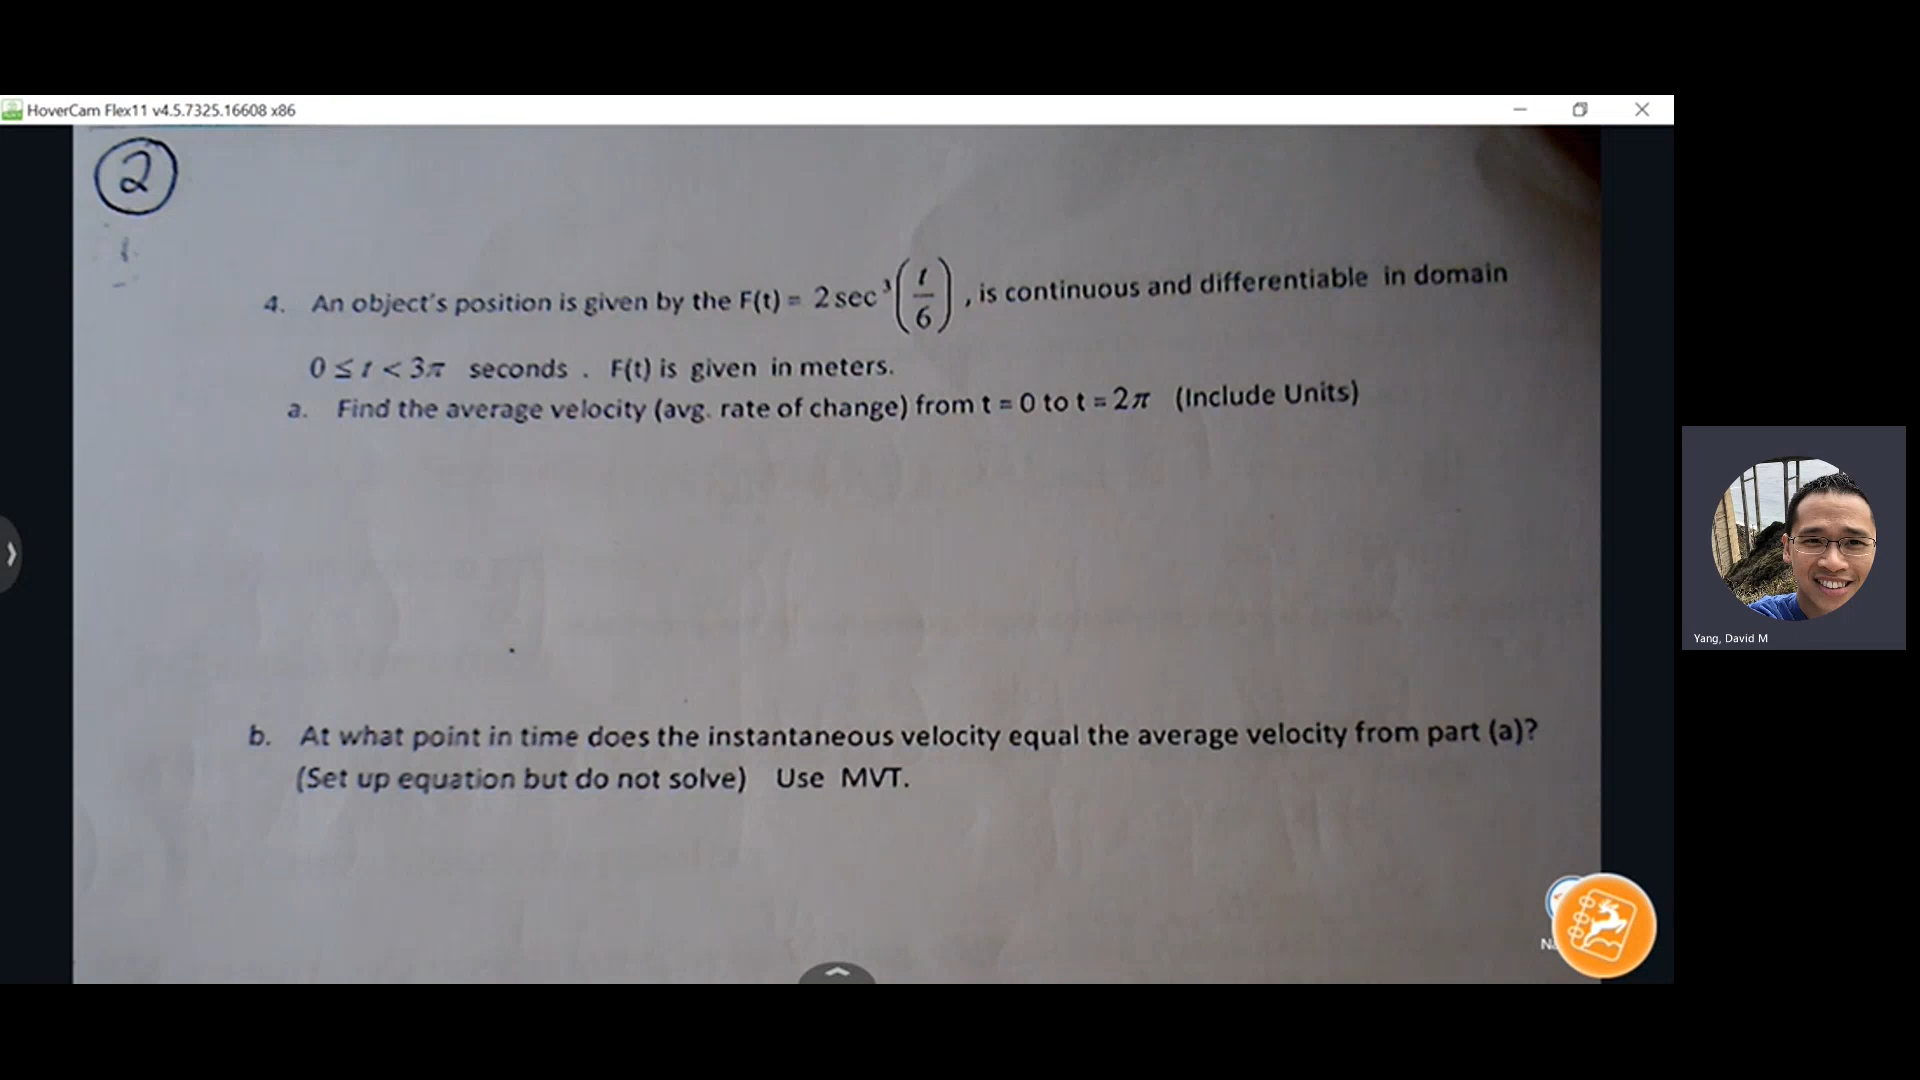 HoverCam Flex11 v4.5.7325.16608 x86
2
4. An object's position is given by the F(t) = 2 sec³(t/6), is continuous and differentiable in domain
0 ≤ t < 3π seconds . F(t) is given in meters.
a. Find the average velocity (avg. rate of change) from t = 0 to t = 2π (Include Units)
b. At what point in time does the instantaneous velocity equal the average velocity from part (a)?
(Set up equation but do not solve) Use MVT.
Yang, David M